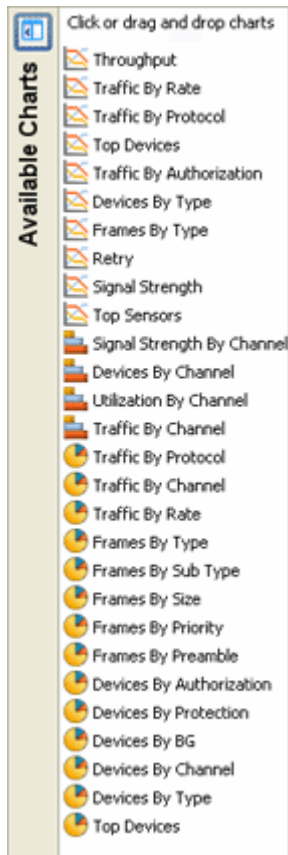 Click or drag and drop charts
Available Charts
Throughput
Traffic By Rate
Traffic By Protocol
Top Devices
Traffic By Authorization
Devices By Type
Frames By Type
Retry
Signal Strength
Top Sensors
Signal Strength By Channel
Devices By Channel
Utilization By Channel
Traffic By Channel
Traffic By Protocol
Traffic By Channel
Traffic By Rate
Frames By Type
Frames By Sub Type
Frames By Size
Frames By Priority
Frames By Preamble
Devices By Authorization
Devices By Protection
Devices By BG
Devices By Channel
Devices By Type
Top Devices